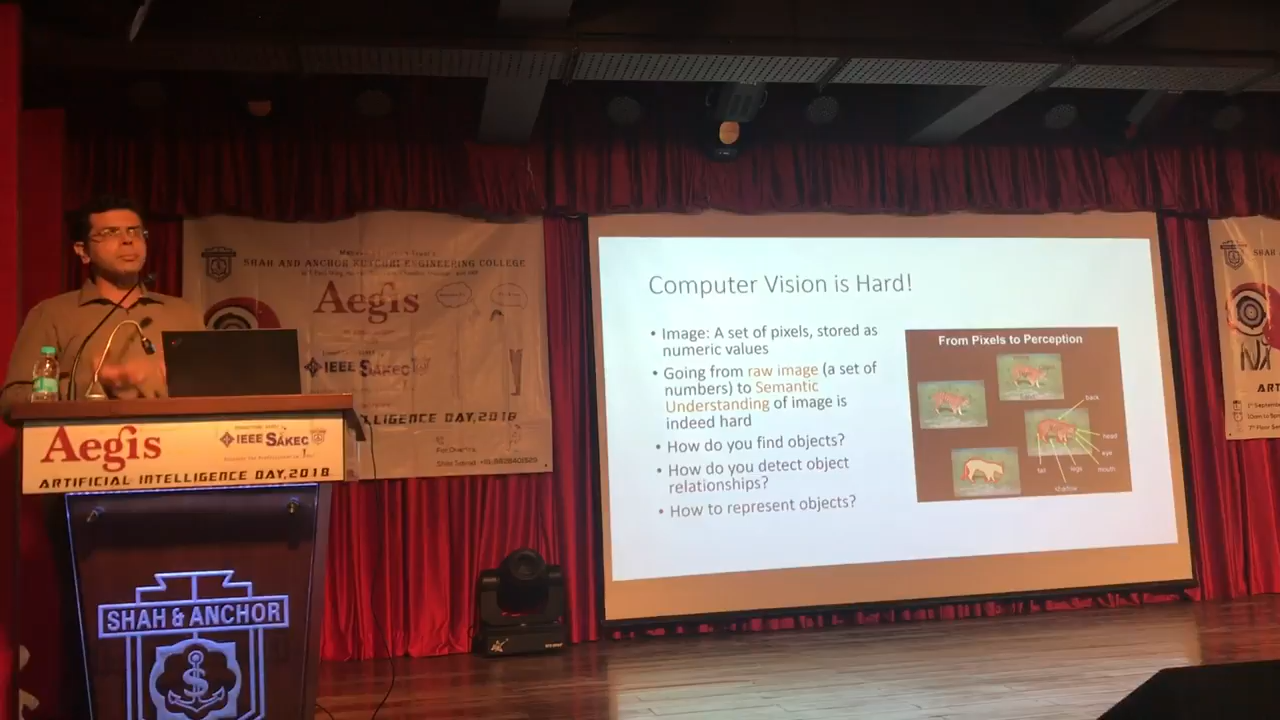 SHAH AND ANCHOR KUTCHHI ENGINEERING COLLEGE
Aegis
IEEE SAKEC
LLIGENCE DAY, 2018
Aegis
IEEE SAKEC
ARTIFICIAL INTELLIGENCE DAY, 2018
SHAH & ANCHOR
Computer Vision is Hard!
• Image: A set of pixels, stored as
numeric values
• Going from raw image (a set of
numbers) to Semantic
Understanding of image is
indeed hard
• How do you find objects?
• How do you detect object
relationships?
• How to represent objects?
From Pixels to Perception
back
head
eye
mouth
legs
tail
shadow
SHAH
ART